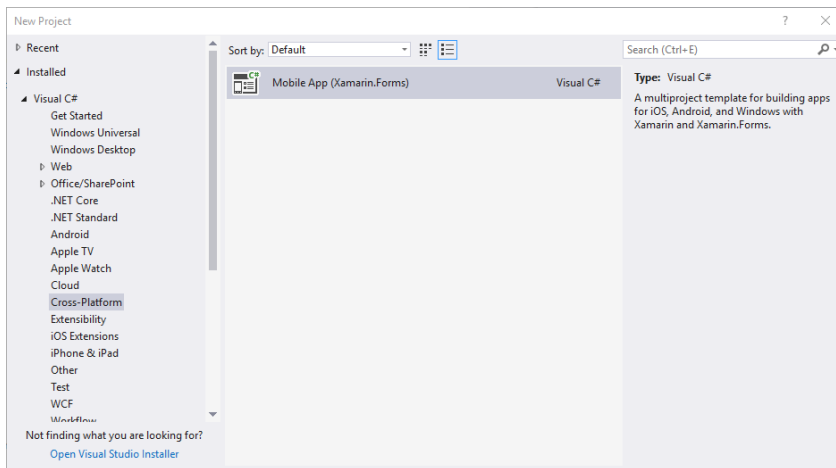 New Project
Recent
Installed
Visual C#
Get Started
Windows Universal
Windows Desktop
Web
Office/SharePoint
.NET Core
.NET Standard
Android
Apple TV
Apple Watch
Cloud
Cross-Platform
Extensibility
iOS Extensions
iPhone & iPad
Other
Test
WCF
Workflow
Not finding what you are looking for?
Open Visual Studio Installer
Sort by: Default
C# Mobile App (Xamarin.Forms) Visual C#
Search (Ctrl+E)
Type: Visual C#
A multiproject template for building apps
for iOS, Android, and Windows with
Xamarin and Xamarin.Forms.